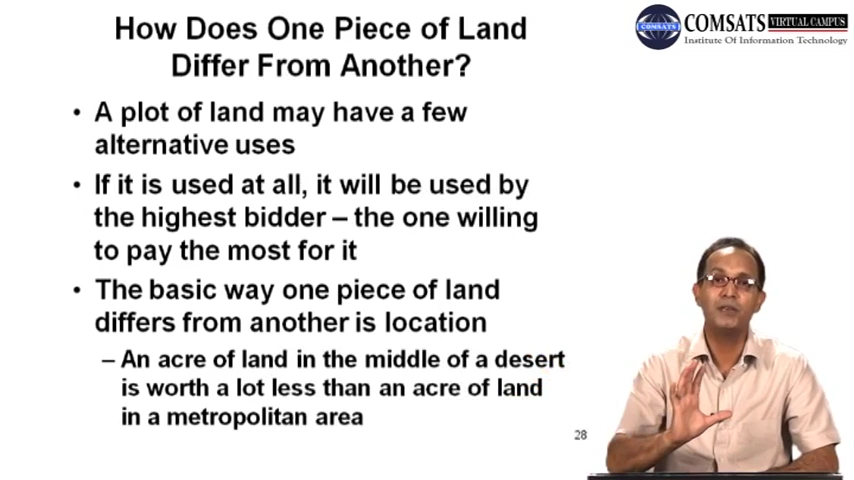 How Does One Piece of Land
Differ From Another?
• A plot of land may have a few
alternative uses
• If it is used at all, it will be used by
the highest bidder – the one willing
to pay the most for it
• The basic way one piece of land
differs from another is location
– An acre of land in the middle of a desert
is worth a lot less than an acre of land
in a metropolitan area
28
COMSATS
COMSATS VIRTUAL CAMPUS
Institute Of Information Technology